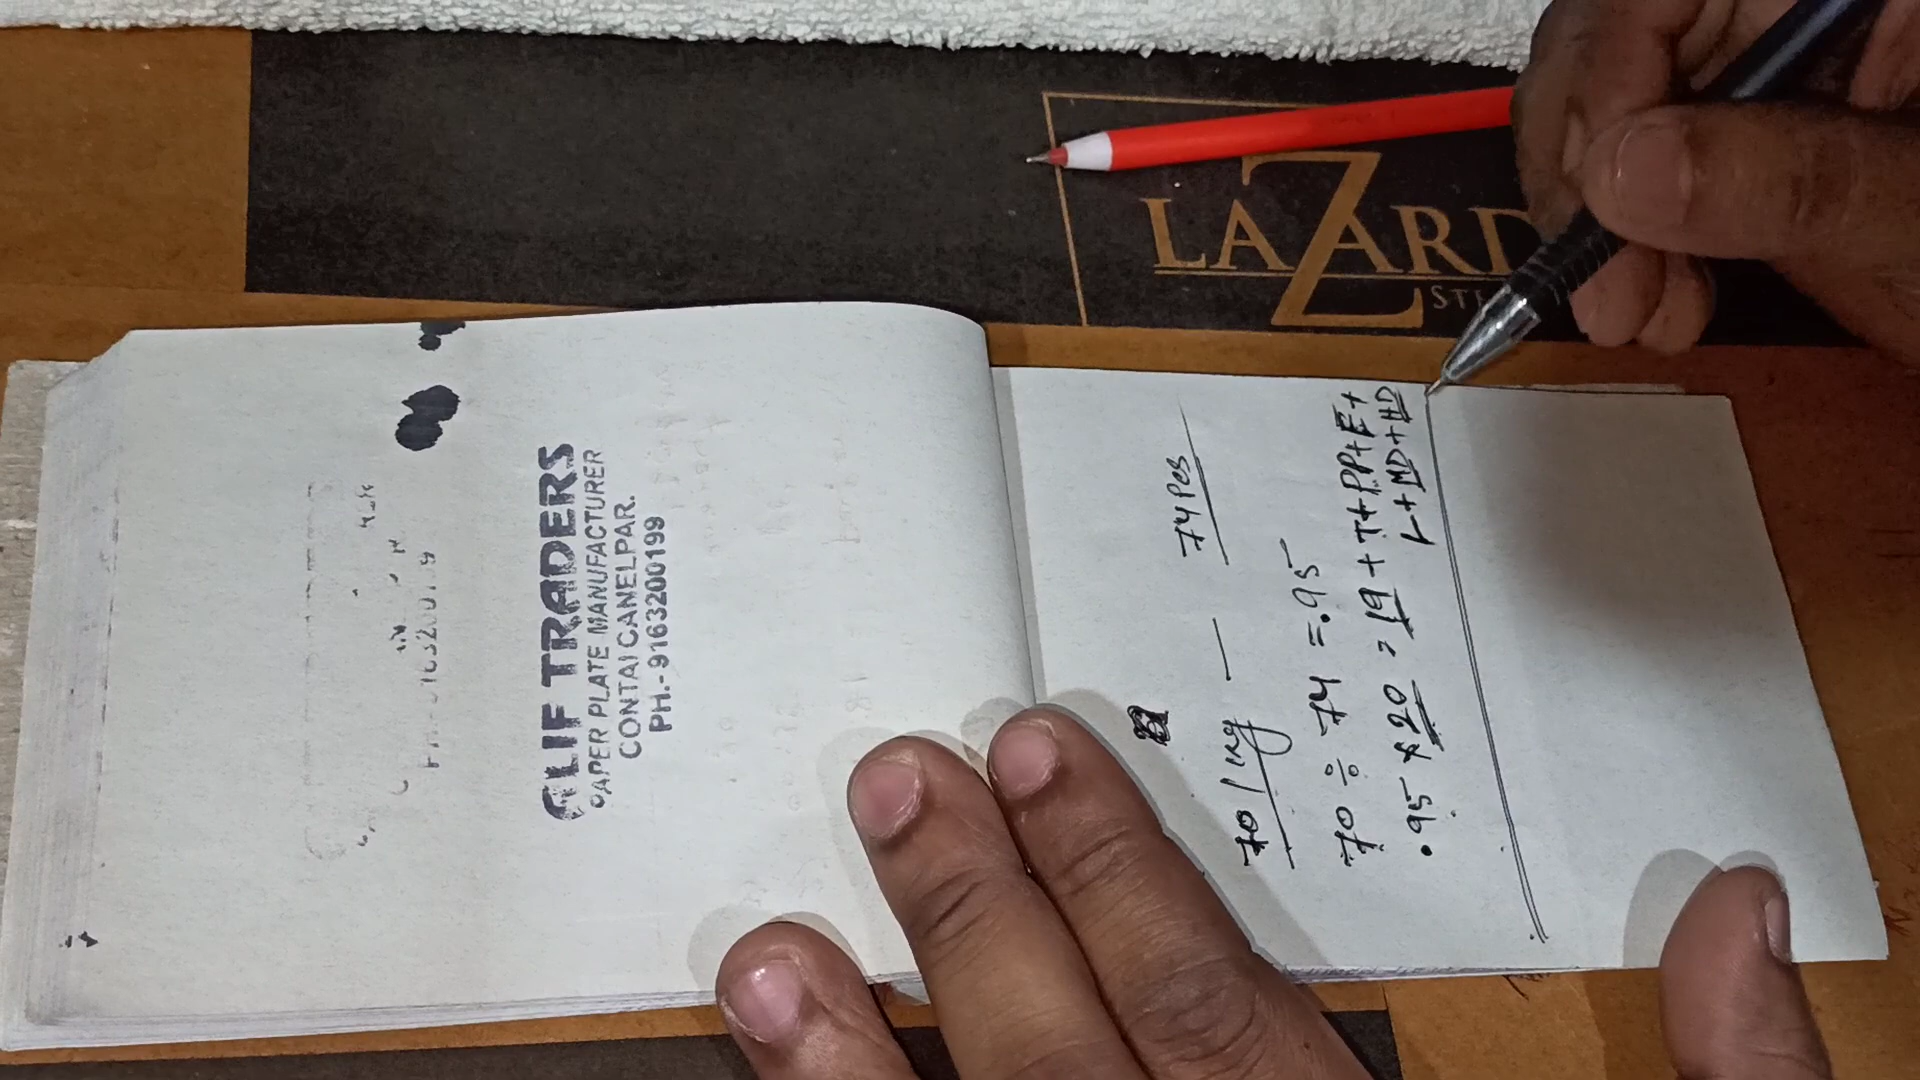 LAZARD
ALIF TRADERS
PAPER PLATE MANUFACTURER
CONTAI CANELPAR.
PH.-9163200199
70/kg — 74 Pcs
70 ÷ 74 = .95
.95 x 20 = 19 + T+PP+E+
L+MD+HD